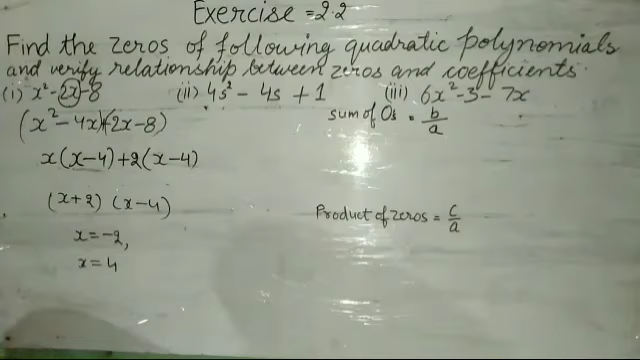 Exercise =2.2
Find the zeros of following quadratic polynomials
and verify relationship between zeros and coefficients.
(i) x²-2x-8 (ii) 4s² - 4s + 1 (iii) 6x²-3-7x
(x²-4x)+(2x-8)
sum of 0s = b/a
x(x-4)+2(x-4)
(x+2) (x-4)
Product of zeros = c/a
x=-2,
x=4